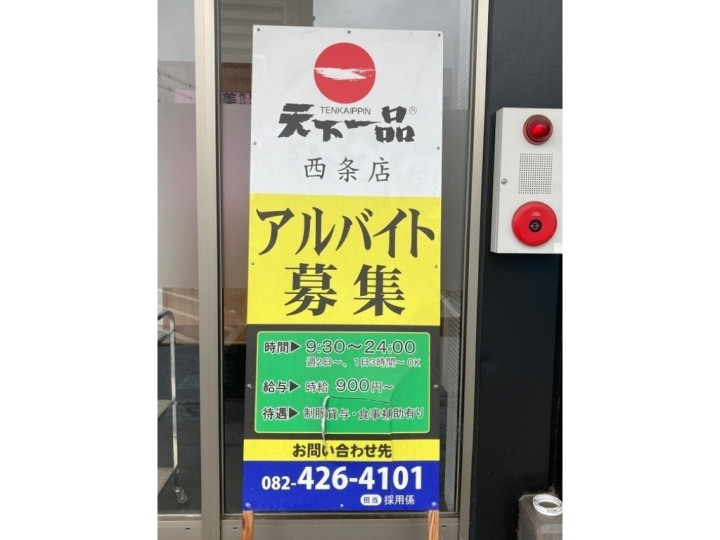 TENKAIPPIN
天下一品®
西条店
アルバイト
募集
時間▶ 9:30〜24:00
週2日〜、1日3時間〜OK
給与▶ 時給 900円〜
待遇▶ 制服貸与・食事補助有り
お問い合わせ先
082-426-4101
担当 採用係